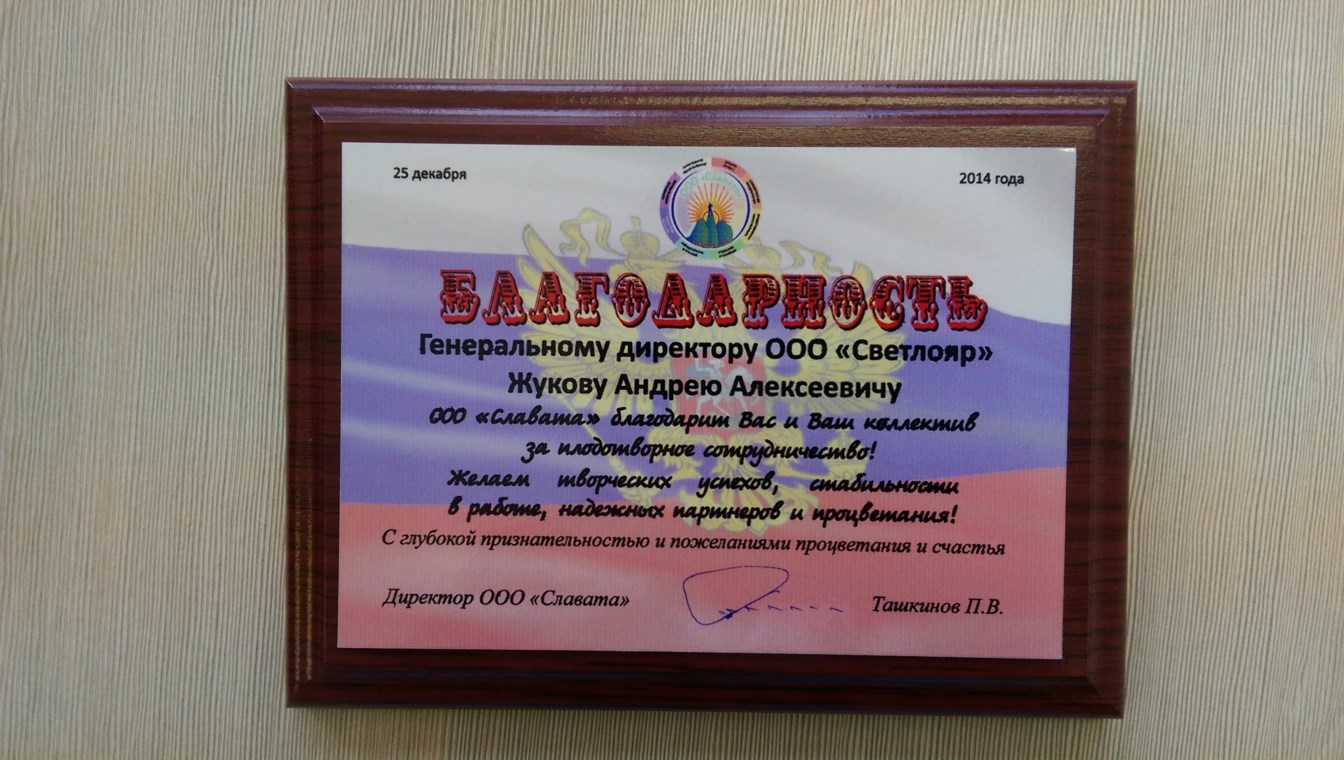 25 декабря
2014 года
ООО «Славата»
БЛАГОДАРНОСТЬ
Генеральному директору ООО «Светлояр»
Жукову Андрею Алексеевичу
ООО «Славата» благодарит Вас и Ваш коллектив
за плодотворное сотрудничество!
Желаем творческих успехов, стабильности
в работе, надежных партнеров и процветания!
С глубокой признательностью и пожеланиями процветания и счастья
Директор ООО «Славата»
Ташкинов П.В.